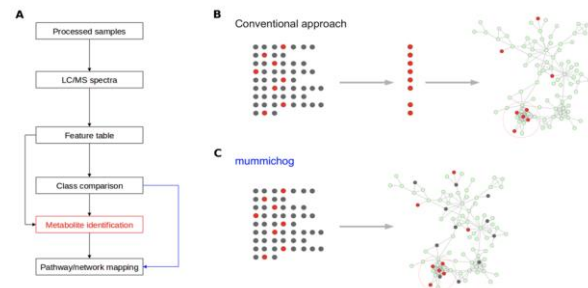 A
Processed samples
LC/MS spectra
Feature table
Class comparison
Metabolite identification
Pathway/network mapping
B
Conventional approach
C
mummichog